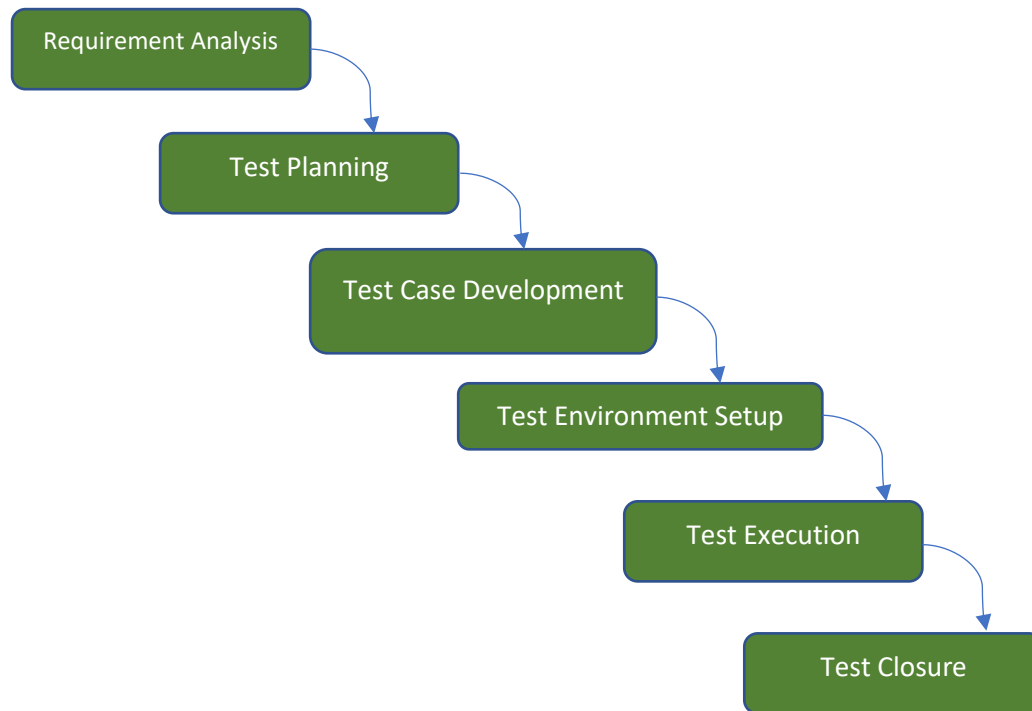 Requirement Analysis
Test Planning
Test Case Development
Test Environment Setup
Test Execution
Test Closure